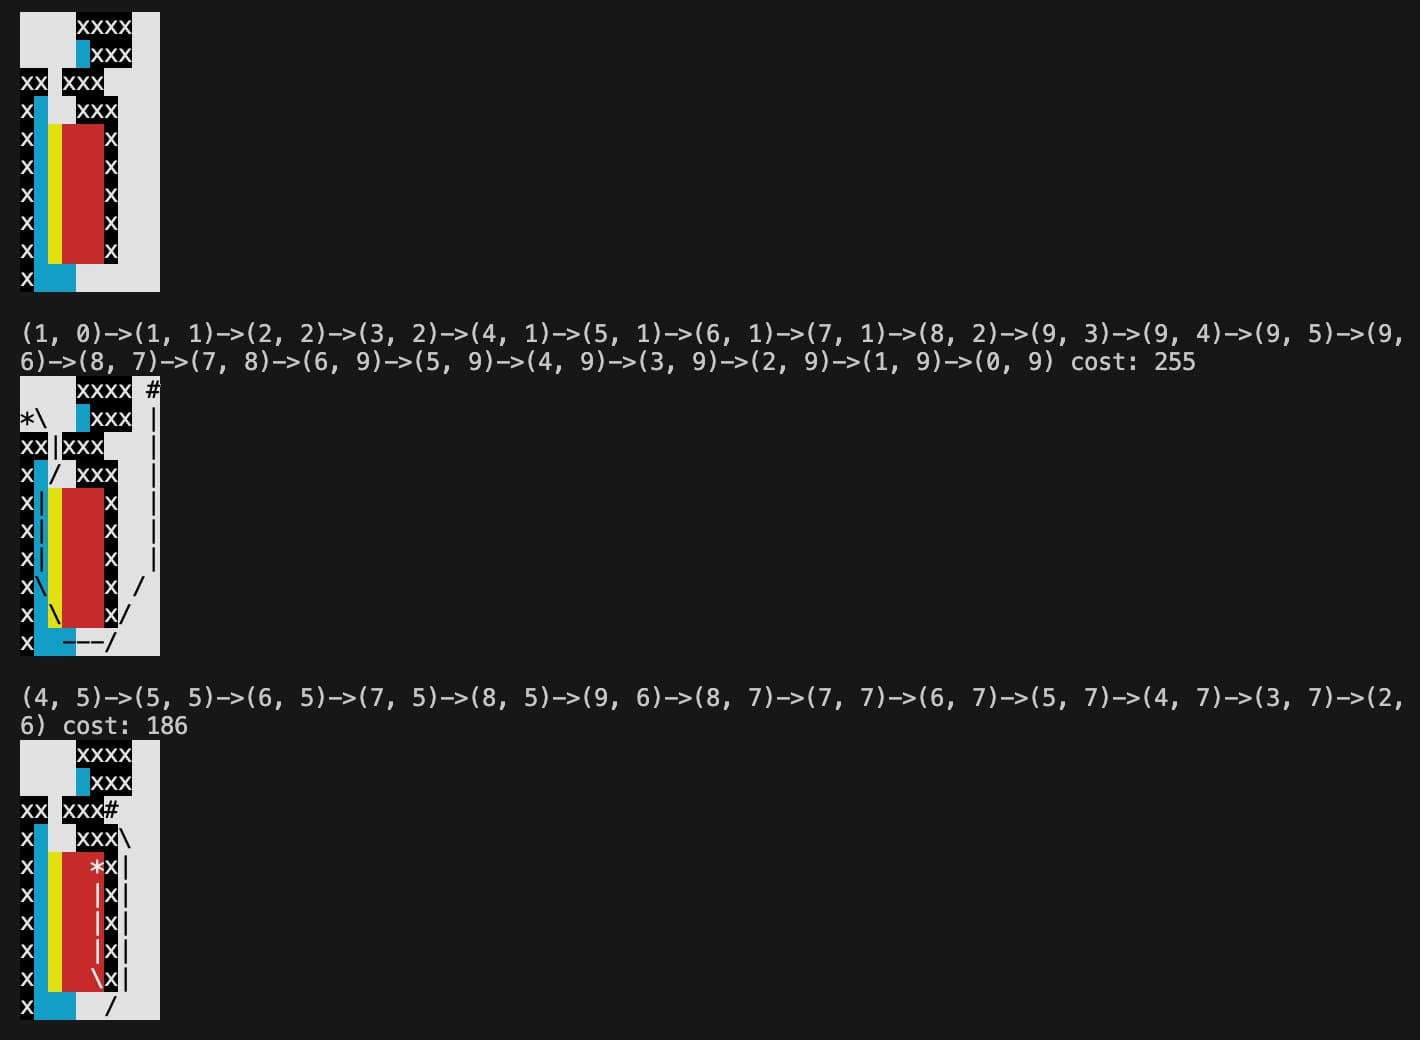 xxxx
     xxx
xx xxx
x   xxx
x     x
x     x
x     x
x     x
x     x
x
(1, 0)—>(1, 1)—>(2, 2)—>(3, 2)—>(4, 1)—>(5, 1)—>(6, 1)—>(7, 1)—>(8, 2)—>(9, 3)—>(9, 4)—>(9, 5)—>(9,
6)—>(8, 7)—>(7, 8)—>(6, 9)—>(5, 9)—>(4, 9)—>(3, 9)—>(2, 9)—>(1, 9)—>(0, 9) cost: 255
    xxxx #
*\   xxx |
xx|xxx   |
x / xxx  |
x|    x  |
x|    x  |
x|    x  |
x\    x /
x \   x/
x  ———/
(4, 5)—>(5, 5)—>(6, 5)—>(7, 5)—>(8, 5)—>(9, 6)—>(8, 7)—>(7, 7)—>(6, 7)—>(5, 7)—>(4, 7)—>(3, 7)—>(2,
6) cost: 186
    xxxx
     xxx
xx xxx#
x   xxx\
x    *x|
x    |x|
x    |x|
x    |x|
x    \x|
x     /